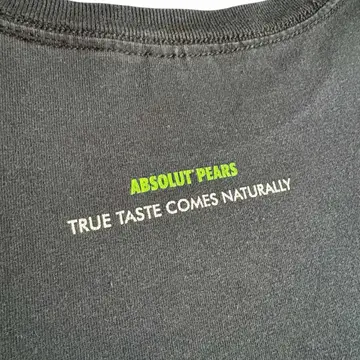 ABSOLUT PEARS
TRUE TASTE COMES NATURALLY